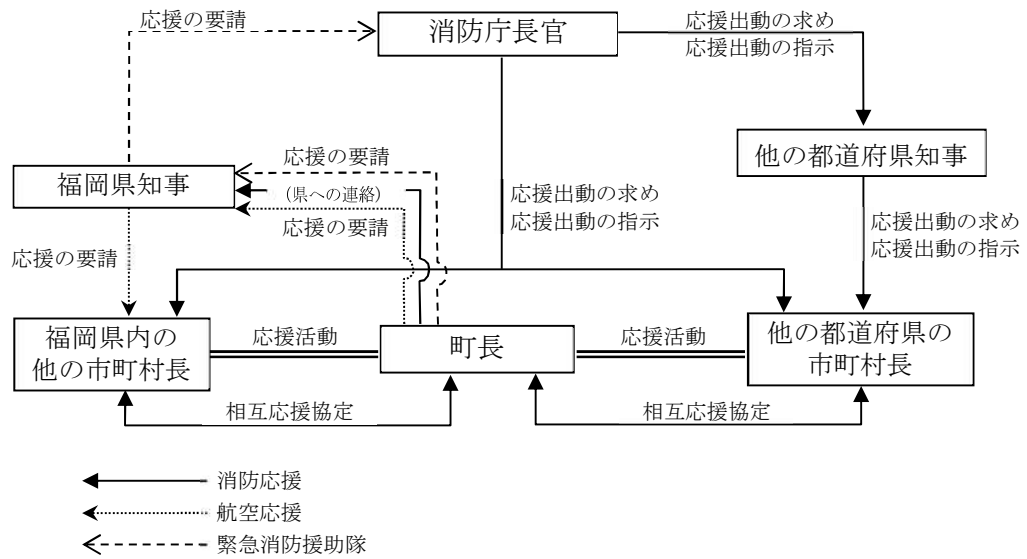 応援の要請
消防庁長官
応援出動の求め
応援出動の指示
福岡県知事
応援の要請
(県への連絡)
応援の要請
他の都道府県知事
応援の要請
応援出動の求め
応援出動の指示
応援出動の求め
応援出動の指示
福岡県内の
他の市町村長
応援活動
町長
応援活動
他の都道府県の
市町村長
相互応援協定
相互応援協定
消防応援
航空応援
緊急消防援助隊